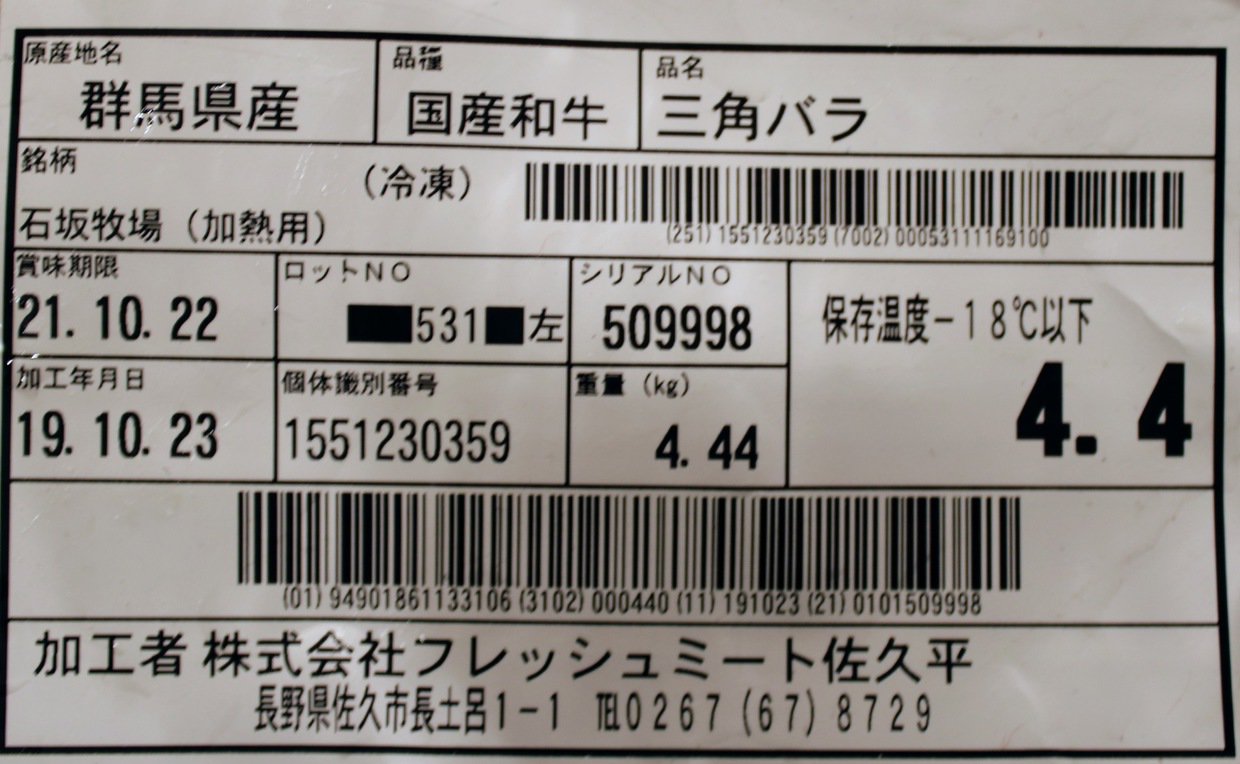 原産地名
群馬県産
品種
国産和牛
品名
三角バラ
銘柄
(冷凍)
石坂牧場(加熱用)
(251) 1551230359 (7002) 00053111169100
賞味期限
21. 10. 22
ロットNO
531 左
シリアルNO
509998
保存温度-18℃以下
4. 4
加工年月日
19. 10. 23
個体識別番号
1551230359
重量 (kg)
4. 44
(01) 94901861133106 (3102) 000440 (11) 191023 (21) 0101509998
加工者 株式会社フレッシュミート佐久平
長野県佐久市長土呂1-1 ℡0267 (67) 8729